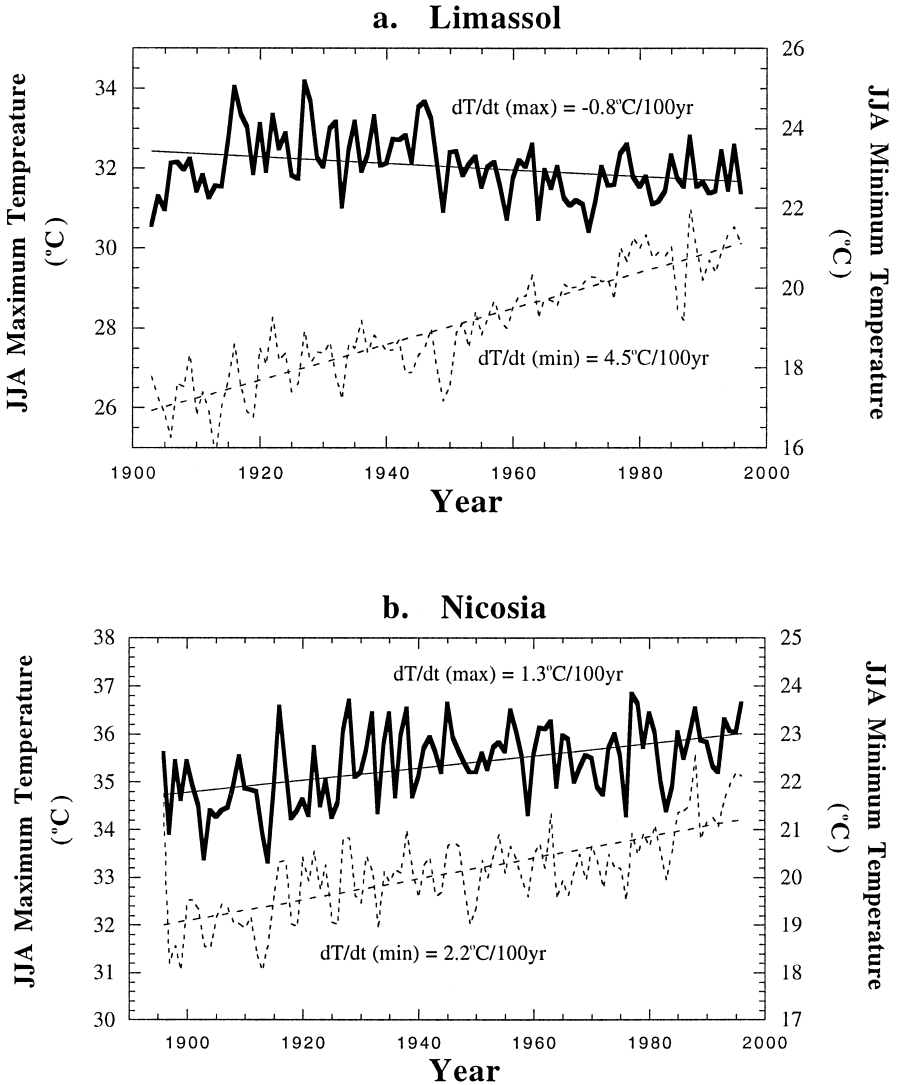 a. Limassol
JJA Maximum Tempreature
(°C)
34
32
30
28
26
dT/dt (max) = -0.8°C/100yr
dT/dt (min) = 4.5°C/100yr
26
24
22
20
18
16
JJA Minimum Temperature
(°C)
1900 1920 1940 1960 1980 2000
Year
b. Nicosia
JJA Maximum Temperature
(°C)
38
37
36
35
34
33
32
31
30
dT/dt (max) = 1.3°C/100yr
dT/dt (min) = 2.2°C/100yr
25
24
23
22
21
20
19
18
17
JJA Minimum Temperature
(°C)
1900 1920 1940 1960 1980 2000
Year